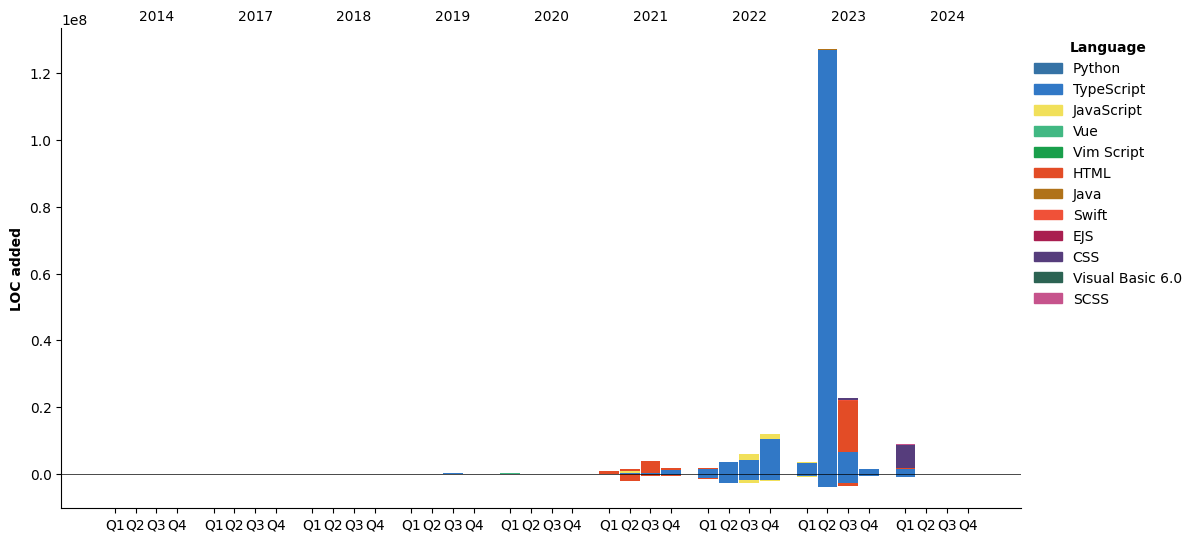 2014 2017 2018 2019 2020 2021 2022 2023 2024
1e8
Language
Python
TypeScript
JavaScript
Vue
Vim Script
HTML
Java
Swift
EJS
CSS
Visual Basic 6.0
SCSS
LOC added
1.2
1.0
0.8
0.6
0.4
0.2
0.0
Q1 Q2 Q3 Q4 Q1 Q2 Q3 Q4 Q1 Q2 Q3 Q4 Q1 Q2 Q3 Q4 Q1 Q2 Q3 Q4 Q1 Q2 Q3 Q4 Q1 Q2 Q3 Q4 Q1 Q2 Q3 Q4 Q1 Q2 Q3 Q4